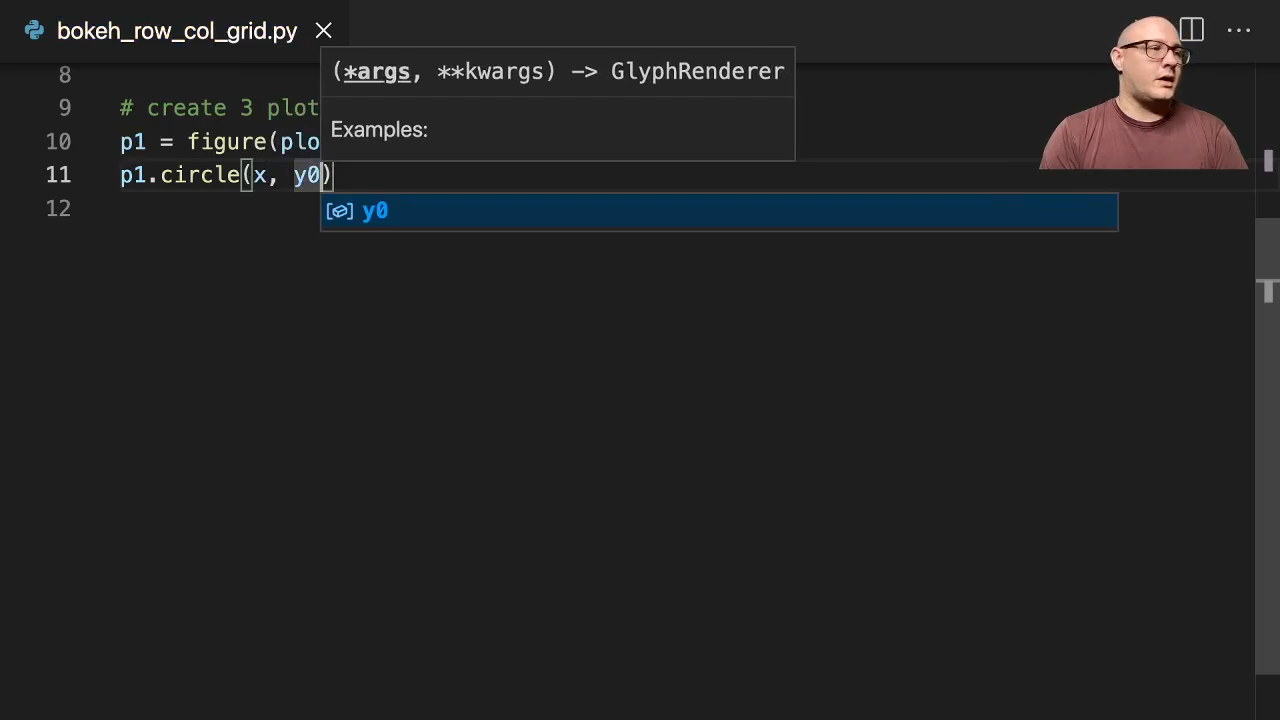 bokeh_row_col_grid.py
(*args, **kwargs) -> GlyphRenderer
8
9 # create 3 plot
Examples:
10 p1 = figure(plo
11 p1.circle(x, y0)
12
y0